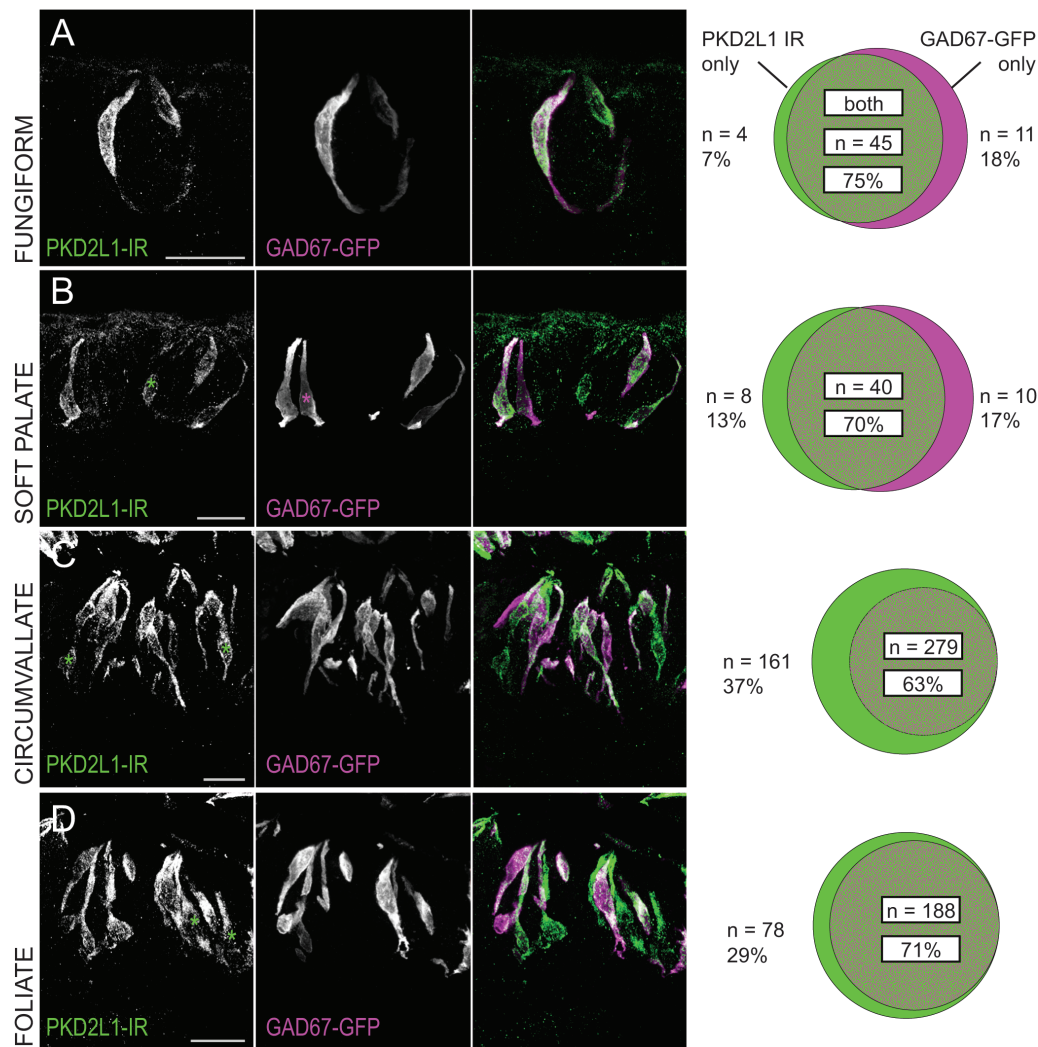 A
FUNGIFORM
PKD2L1-IR
GAD67-GFP
PKD2L1 IR
only
GAD67-GFP
only
both
n = 4
7%
n = 45
75%
n = 11
18%
B
SOFT PALATE
PKD2L1-IR
GAD67-GFP
*
*
n = 8
13%
n = 40
70%
n = 10
17%
C
CIRCUMVALLATE
PKD2L1-IR
GAD67-GFP
*
*
n = 161
37%
n = 279
63%
D
FOLIATE
PKD2L1-IR
GAD67-GFP
*
*
n = 78
29%
n = 188
71%